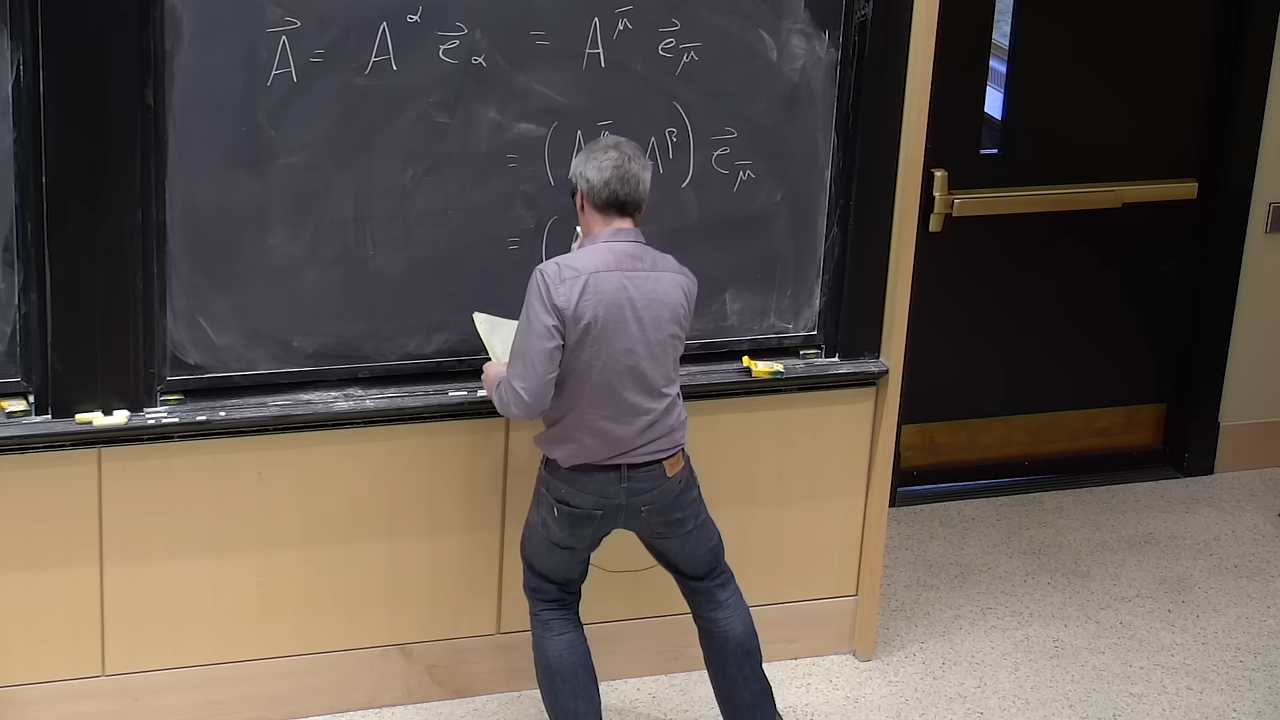 A⃗ = A^α e⃗_α = A^μ̄ e⃗_μ̄
= ( A^β ) e⃗_μ̄
= (